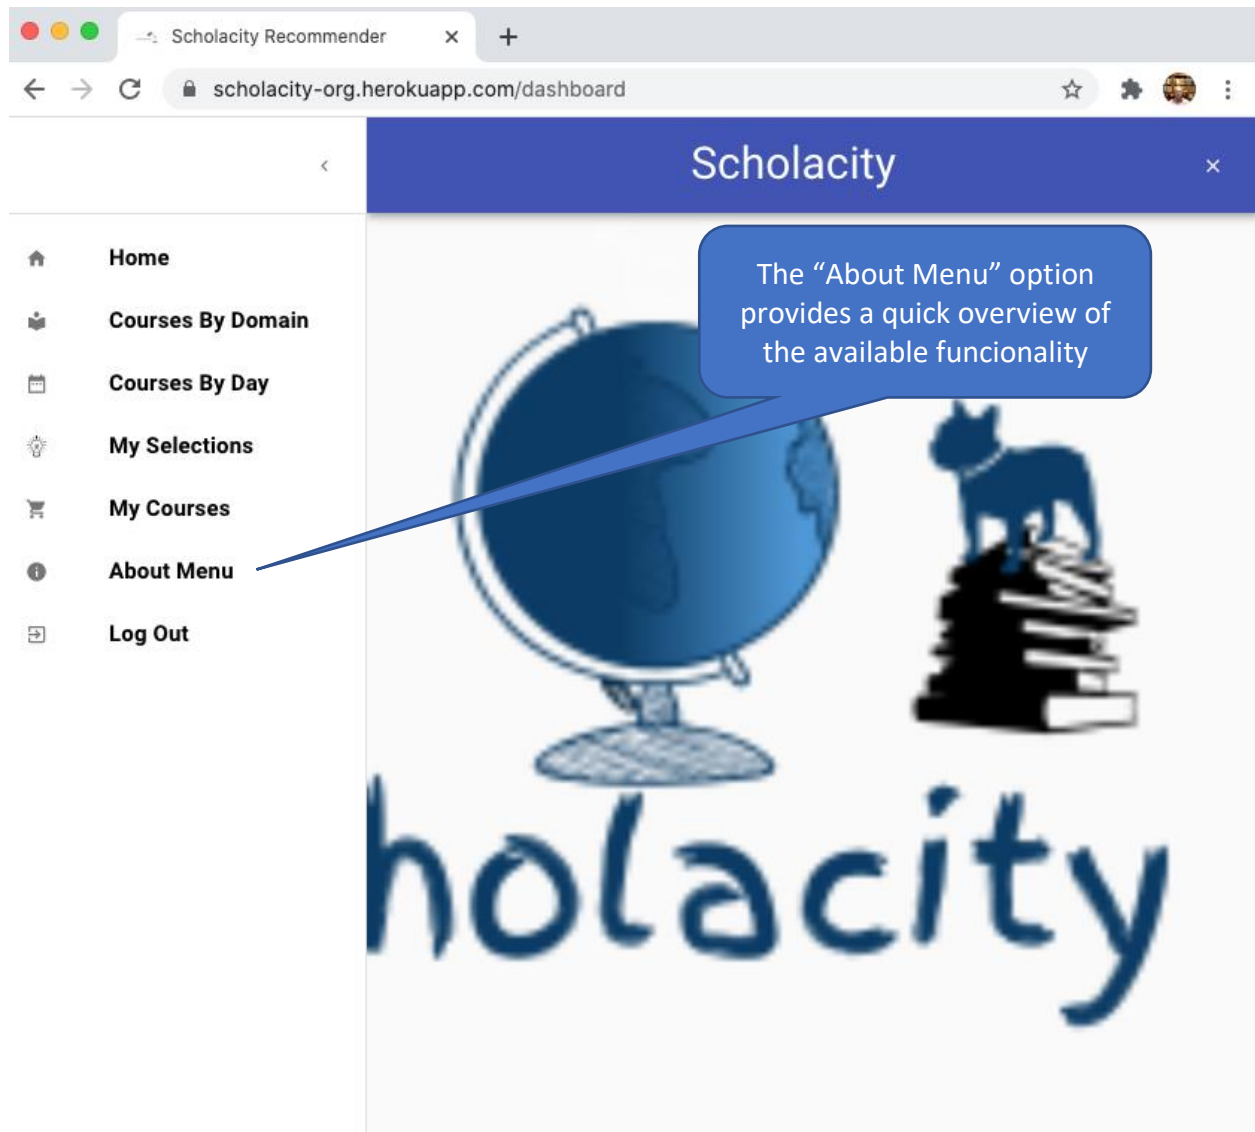 Scholacity Recommender
scholacity-org.herokuapp.com/dashboard
Scholacity
Home
Courses By Domain
Courses By Day
My Selections
My Courses
About Menu
Log Out
The “About Menu” option
provides a quick overview of
the available funcionality
holacity